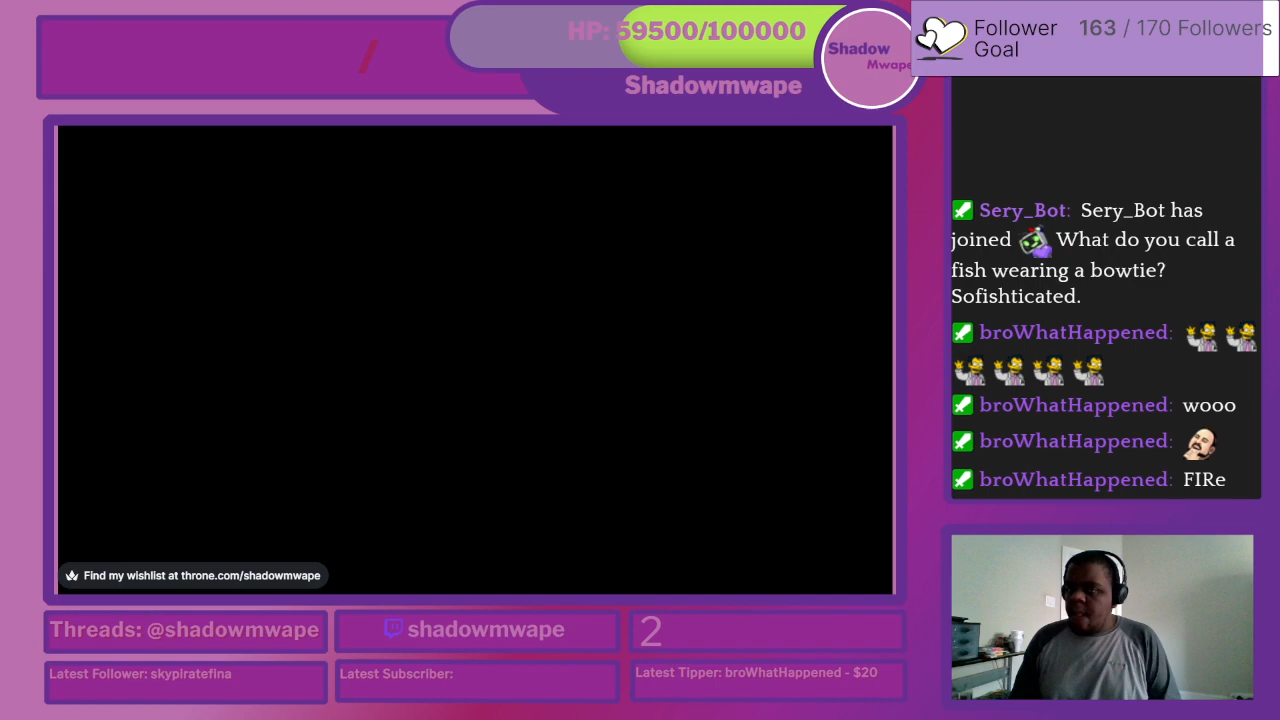 /
HP: 59500/100000
Shadowmwape
Shadow
Mwape
Follower Goal
163 / 170 Followers
Sery_Bot: Sery_Bot has
joined What do you call a
fish wearing a bowtie?
Sofishticated.
broWhatHappened:
broWhatHappened: wooo
broWhatHappened:
broWhatHappened: FIRe
Find my wishlist at throne.com/shadowmwape
Threads: @shadowmwape
shadowmwape
2
Latest Follower: skypiratefina
Latest Subscriber:
Latest Tipper: broWhatHappened - $20